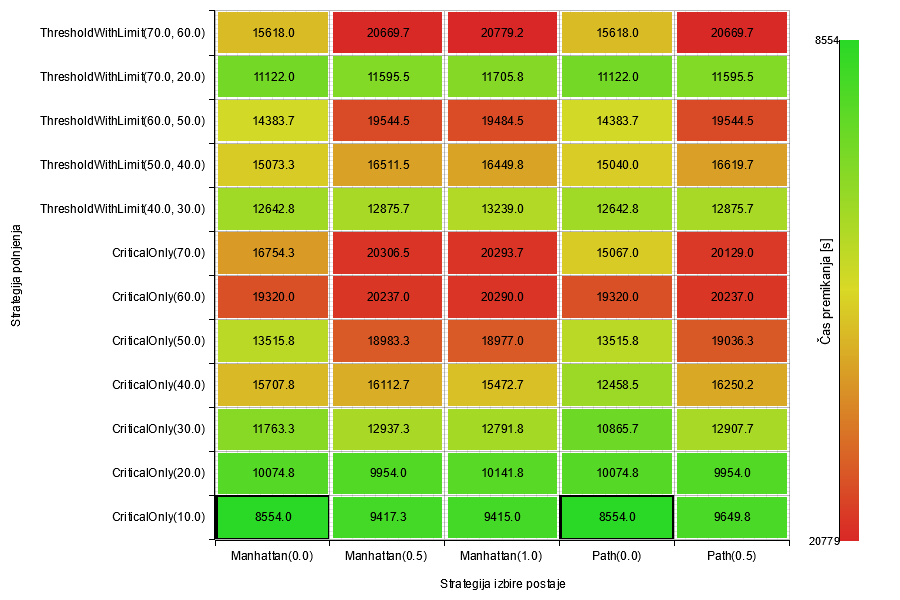 ThresholdWithLimit(70.0, 60.0) 15618.0 20669.7 20779.2 15618.0 20669.7
ThresholdWithLimit(70.0, 20.0) 11122.0 11595.5 11705.8 11122.0 11595.5
ThresholdWithLimit(60.0, 50.0) 14383.7 19544.5 19484.5 14383.7 19544.5
ThresholdWithLimit(50.0, 40.0) 15073.3 16511.5 16449.8 15040.0 16619.7
ThresholdWithLimit(40.0, 30.0) 12642.8 12875.7 13239.0 12642.8 12875.7
CriticalOnly(70.0) 16754.3 20306.5 20293.7 15067.0 20129.0
CriticalOnly(60.0) 19320.0 20237.0 20290.0 19320.0 20237.0
CriticalOnly(50.0) 13515.8 18983.3 18977.0 13515.8 19036.3
CriticalOnly(40.0) 15707.8 16112.7 15472.7 12458.5 16250.2
CriticalOnly(30.0) 11763.3 12937.3 12791.8 10865.7 12907.7
CriticalOnly(20.0) 10074.8 9954.0 10141.8 10074.8 9954.0
CriticalOnly(10.0) 8554.0 9417.3 9415.0 8554.0 9649.8
Manhattan(0.0) Manhattan(0.5) Manhattan(1.0) Path(0.0) Path(0.5)
Strategija izbire postaje
Strategija polnjenja
8554
Čas premikanja [s]
20779